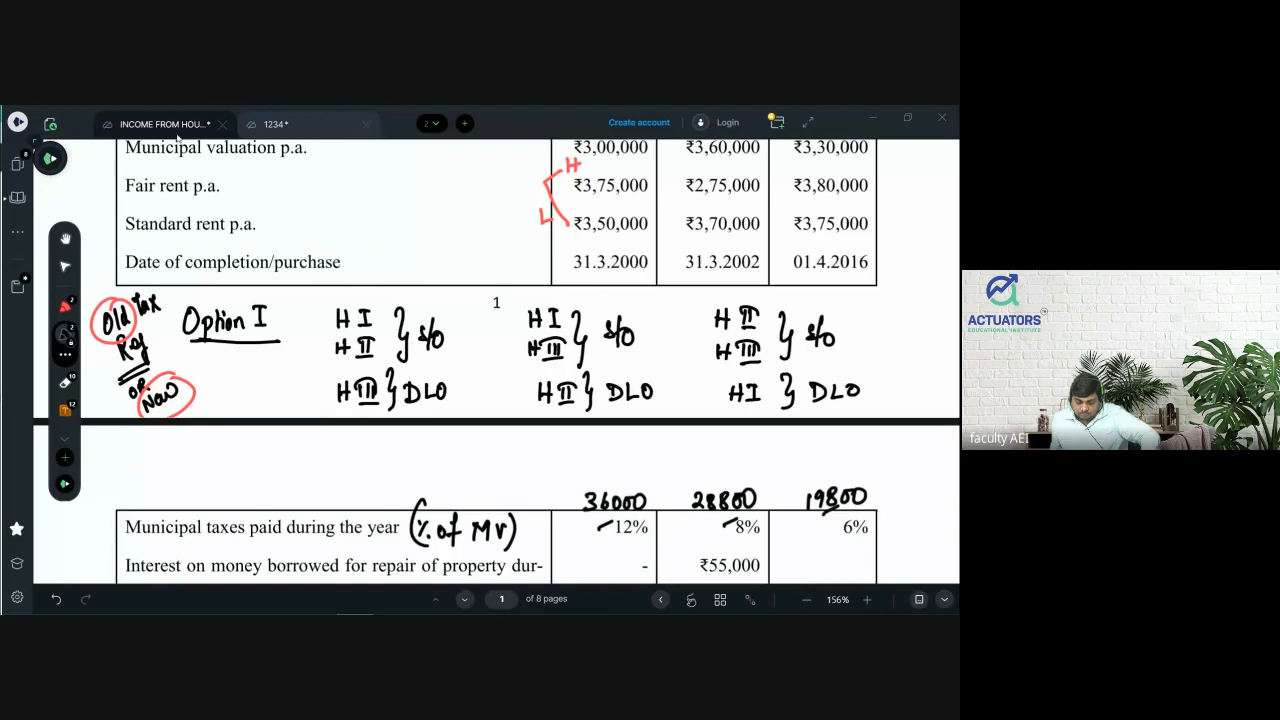 INCOME FROM HOU...*
1234*
2
Create account
Login
Municipal valuation p.a. ₹3,00,000 ₹3,60,000 ₹3,30,000
H
Fair rent p.a. ₹3,75,000 ₹2,75,000 ₹3,80,000
L
Standard rent p.a. ₹3,50,000 ₹3,70,000 ₹3,75,000
Date of completion/purchase 31.3.2000 31.3.2002 01.4.2016
1
Old Tax
or New
Option I
H I
H II } S/O
H III } DLO
H I
H III } S/O
H II } DLO
H II
H III } S/O
H I } DLO
36000 28800 19800
Municipal taxes paid during the year (% of MV) 12% 8% 6%
Interest on money borrowed for repair of property dur- - ₹55,000
1 of 8 pages
156%
ACTUATORS
EDUCATIONAL INSTITUTE
faculty AEI